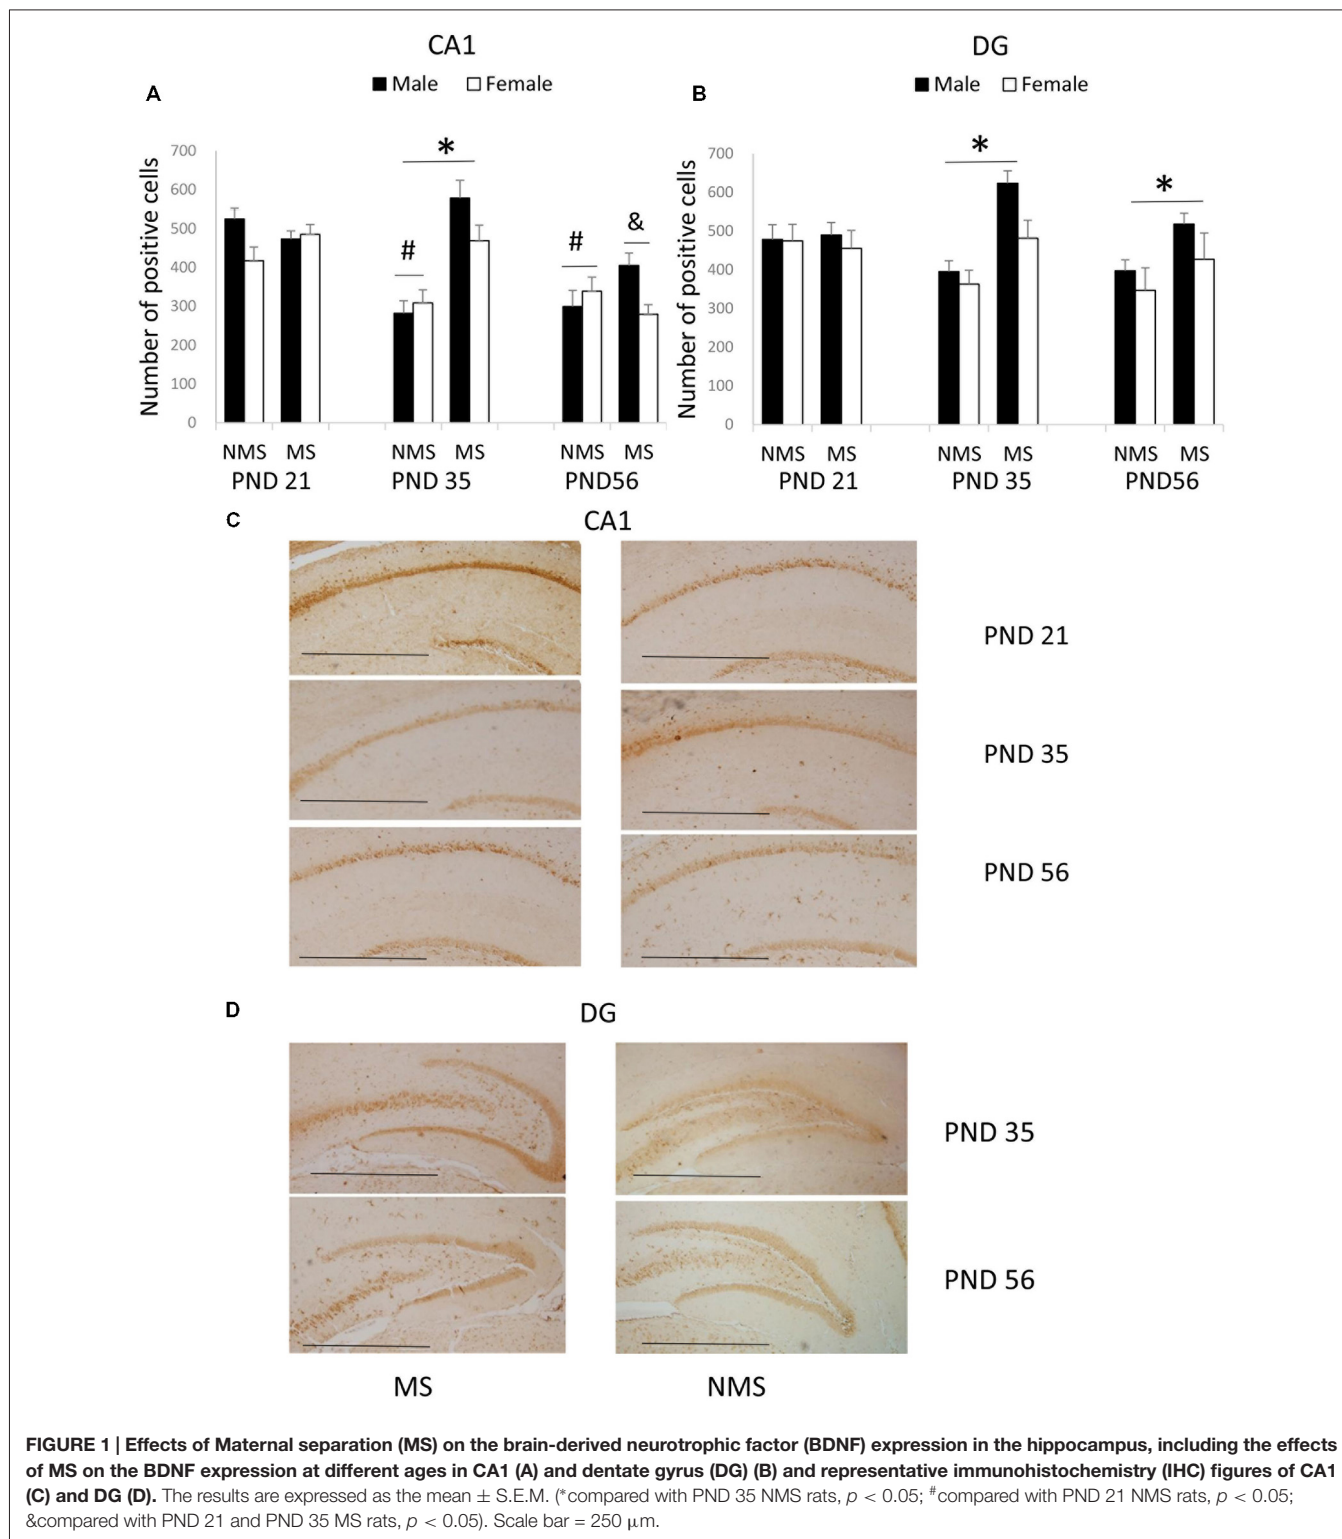 CA1
DG
A
■ Male □ Female
B
■ Male □ Female
Number of positive cells
700
600
500
400
300
200
100
0
*
#
#
&
NMS MS NMS MS NMS MS
PND 21 PND 35 PND56
Number of positive cells
700
600
500
400
300
200
100
0
*
*
NMS MS NMS MS NMS MS
PND 21 PND 35 PND56
C
CA1
PND 21
PND 35
PND 56
D
DG
PND 35
PND 56
MS NMS
FIGURE 1 | Effects of Maternal separation (MS) on the brain-derived neurotrophic factor (BDNF) expression in the hippocampus, including the effects
of MS on the BDNF expression at different ages in CA1 (A) and dentate gyrus (DG) (B) and representative immunohistochemistry (IHC) figures of CA1
(C) and DG (D). The results are expressed as the mean ± S.E.M. (*compared with PND 35 NMS rats, p < 0.05; #compared with PND 21 NMS rats, p < 0.05;
&compared with PND 21 and PND 35 MS rats, p < 0.05). Scale bar = 250 μm.